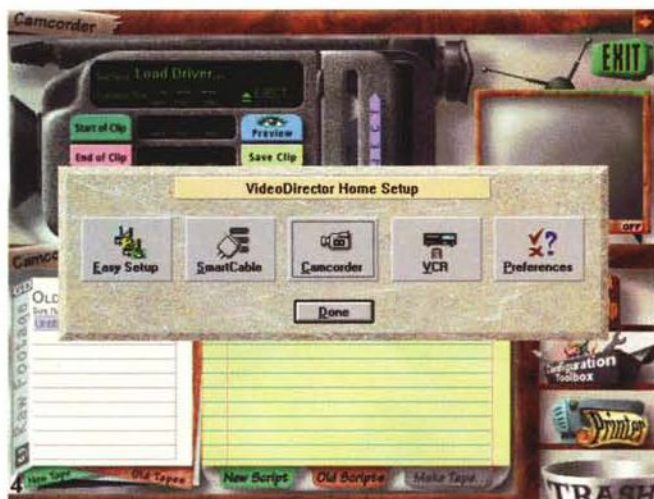 Camcorder
Load Driver...
EJECT
EXIT
Start of Clip
Preview
End of Clip
Save Clip
VideoDirector Home Setup
OFF
Easy Setup
SmartCable
Camcorder
VCR
Preferences
Done
Raw Footage
Configuration
Toolbox
Printer
4
New Tape
Old Tapes
New Script
Old Scripts
Make Tape...
TRASH